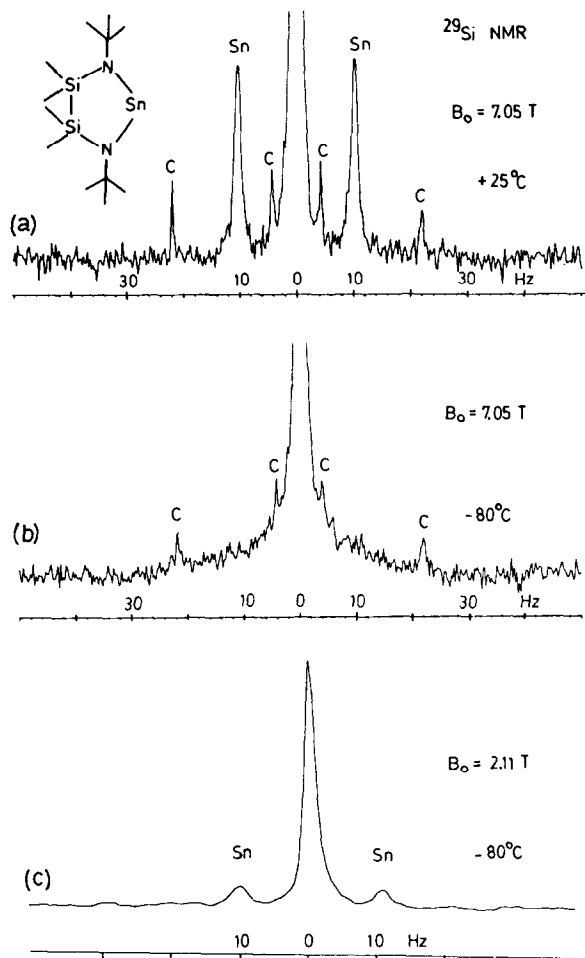 N
Si
Sn
Si
N
Sn
Sn
²⁹Si NMR
B₀ = 7.05 T
+25°C
C
C
C
C
(a)
30 10 0 10 30 Hz
B₀ = 7.05 T
-80°C
C
C
C
C
(b)
30 10 0 10 30 Hz
B₀ = 2.11 T
-80°C
Sn
Sn
(c)
10 0 10 Hz